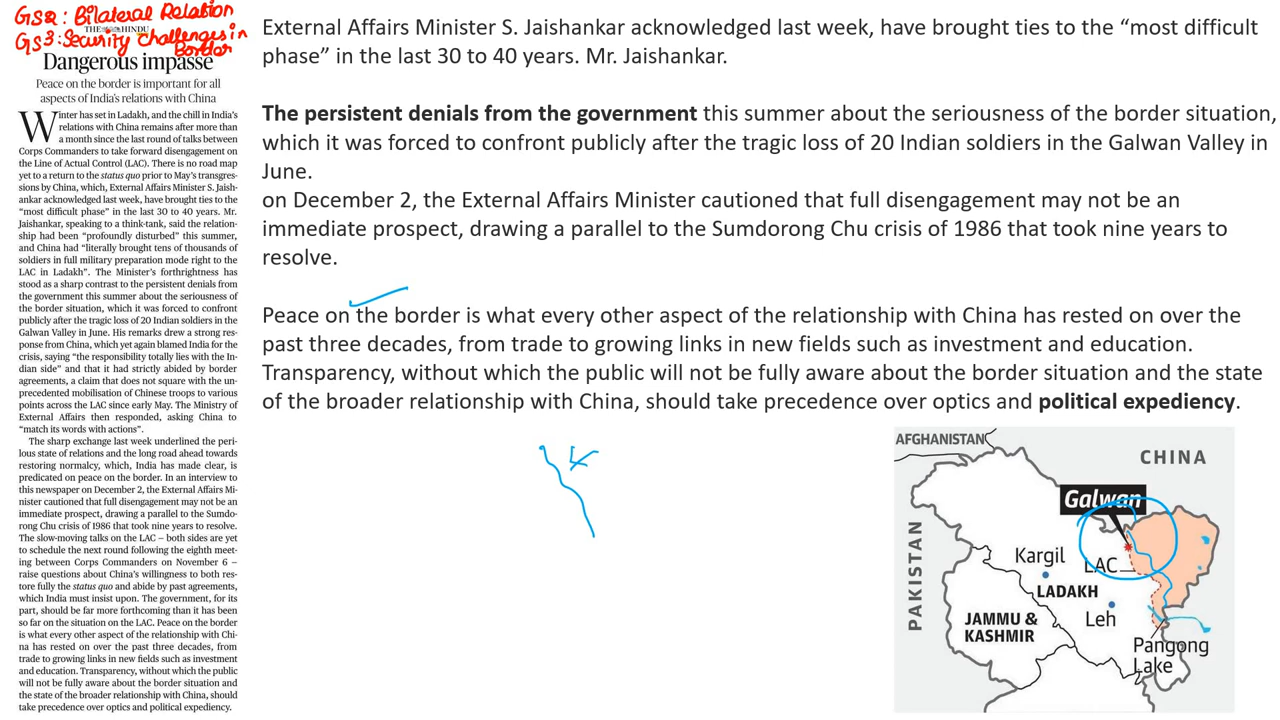 GS2: Bilateral Relation
THE HINDU
GS3: Security challenges in
Border
Dangerous impasse
Peace on the border is important for all
aspects of India's relations with China
Winter has set in Ladakh, and the chill in India's
relations with China remains after more than
a month since the last round of talks between
Corps Commanders to take forward disengagement on
the Line of Actual Control (LAC). There is no road map
yet to a return to the status quo prior to May's transgres-
sions by China, which, External Affairs Minister S. Jaish-
ankar acknowledged last week, have brought ties to the
“most difficult phase” in the last 30 to 40 years. Mr.
Jaishankar, speaking to a think-tank, said the relation-
ship had been “profoundly disturbed” this summer,
and China had “literally brought tens of thousands of
soldiers in full military preparation mode right to the
LAC in Ladakh”. The Minister's forthrightness has
stood as a sharp contrast to the persistent denials from
the government this summer about the seriousness of
the border situation, which it was forced to confront
publicly after the tragic loss of 20 Indian soldiers in the
Galwan Valley in June. His remarks drew a strong res-
ponse from China, which yet again blamed India for the
crisis, saying “the responsibility totally lies with the In-
dian side” and that it had strictly abided by border
agreements, a claim that does not square with the un-
precedented mobilisation of Chinese troops to various
points across the LAC since early May. The Ministry of
External Affairs then responded, asking China to
“match its words with actions”.
The sharp exchange last week underlined the peri-
lous state of relations and the long road ahead towards
restoring normalcy, which, India has made clear, is
predicated on peace on the border. In an interview to
this newspaper on December 2, the External Affairs Mi-
nister cautioned that full disengagement may not be an
immediate prospect, drawing a parallel to the Sumdo-
rong Chu crisis of 1986 that took nine years to resolve.
The slow-moving talks on the LAC – both sides are yet
to schedule the next round following the eighth meet-
ing between Corps Commanders on November 6 –
raise questions about China's willingness to both res-
tore fully the status quo and abide by past agreements,
which India must insist upon. The government, for its
part, should be far more forthcoming than it has been
so far on the situation on the LAC. Peace on the border
is what every other aspect of the relationship with Chi-
na has rested on over the past three decades, from
trade to growing links in new fields such as investment
and education. Transparency, without which the public
will not be fully aware about the border situation and
the state of the broader relationship with China, should
take precedence over optics and political expediency.
External Affairs Minister S. Jaishankar acknowledged last week, have brought ties to the “most difficult
phase” in the last 30 to 40 years. Mr. Jaishankar.
The persistent denials from the government this summer about the seriousness of the border situation,
which it was forced to confront publicly after the tragic loss of 20 Indian soldiers in the Galwan Valley in
June.
on December 2, the External Affairs Minister cautioned that full disengagement may not be an
immediate prospect, drawing a parallel to the Sumdorong Chu crisis of 1986 that took nine years to
resolve.
Peace on the border is what every other aspect of the relationship with China has rested on over the
past three decades, from trade to growing links in new fields such as investment and education.
Transparency, without which the public will not be fully aware about the border situation and the state
of the broader relationship with China, should take precedence over optics and political expediency.
AFGHANISTAN
CHINA
Galwan
PAKISTAN
Kargil
LAC
LADAKH
Leh
JAMMU &
KASHMIR
Pangong
Lake